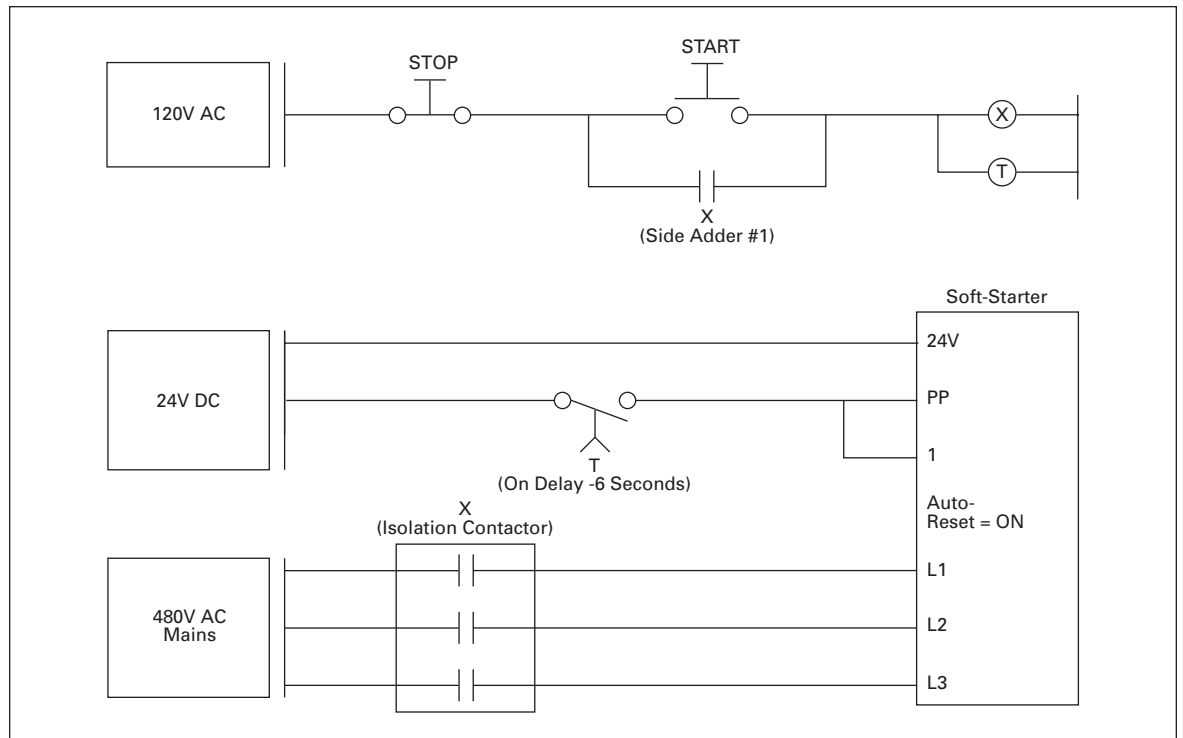 START
STOP
120V AC
X
T
X
(Side Adder #1)
Soft-Starter
24V
24V DC
PP
1
T
(On Delay -6 Seconds)
Auto-
Reset = ON
X
(Isolation Contactor)
L1
480V AC
Mains
L2
L3